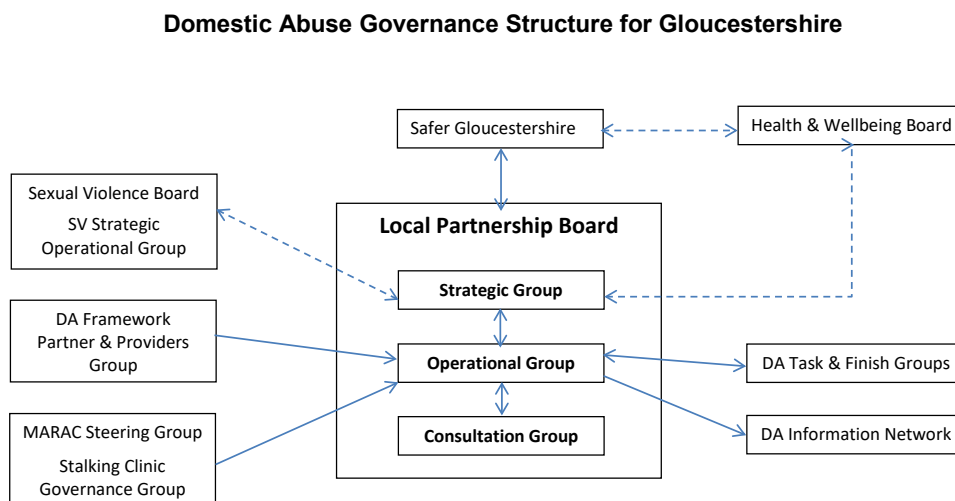 Domestic Abuse Governance Structure for Gloucestershire
Safer Gloucestershire
Health & Wellbeing Board
Sexual Violence Board
SV Strategic
Operational Group
Local Partnership Board
Strategic Group
DA Framework
Partner & Providers
Group
Operational Group
DA Task & Finish Groups
MARAC Steering Group
Stalking Clinic
Governance Group
Consultation Group
DA Information Network